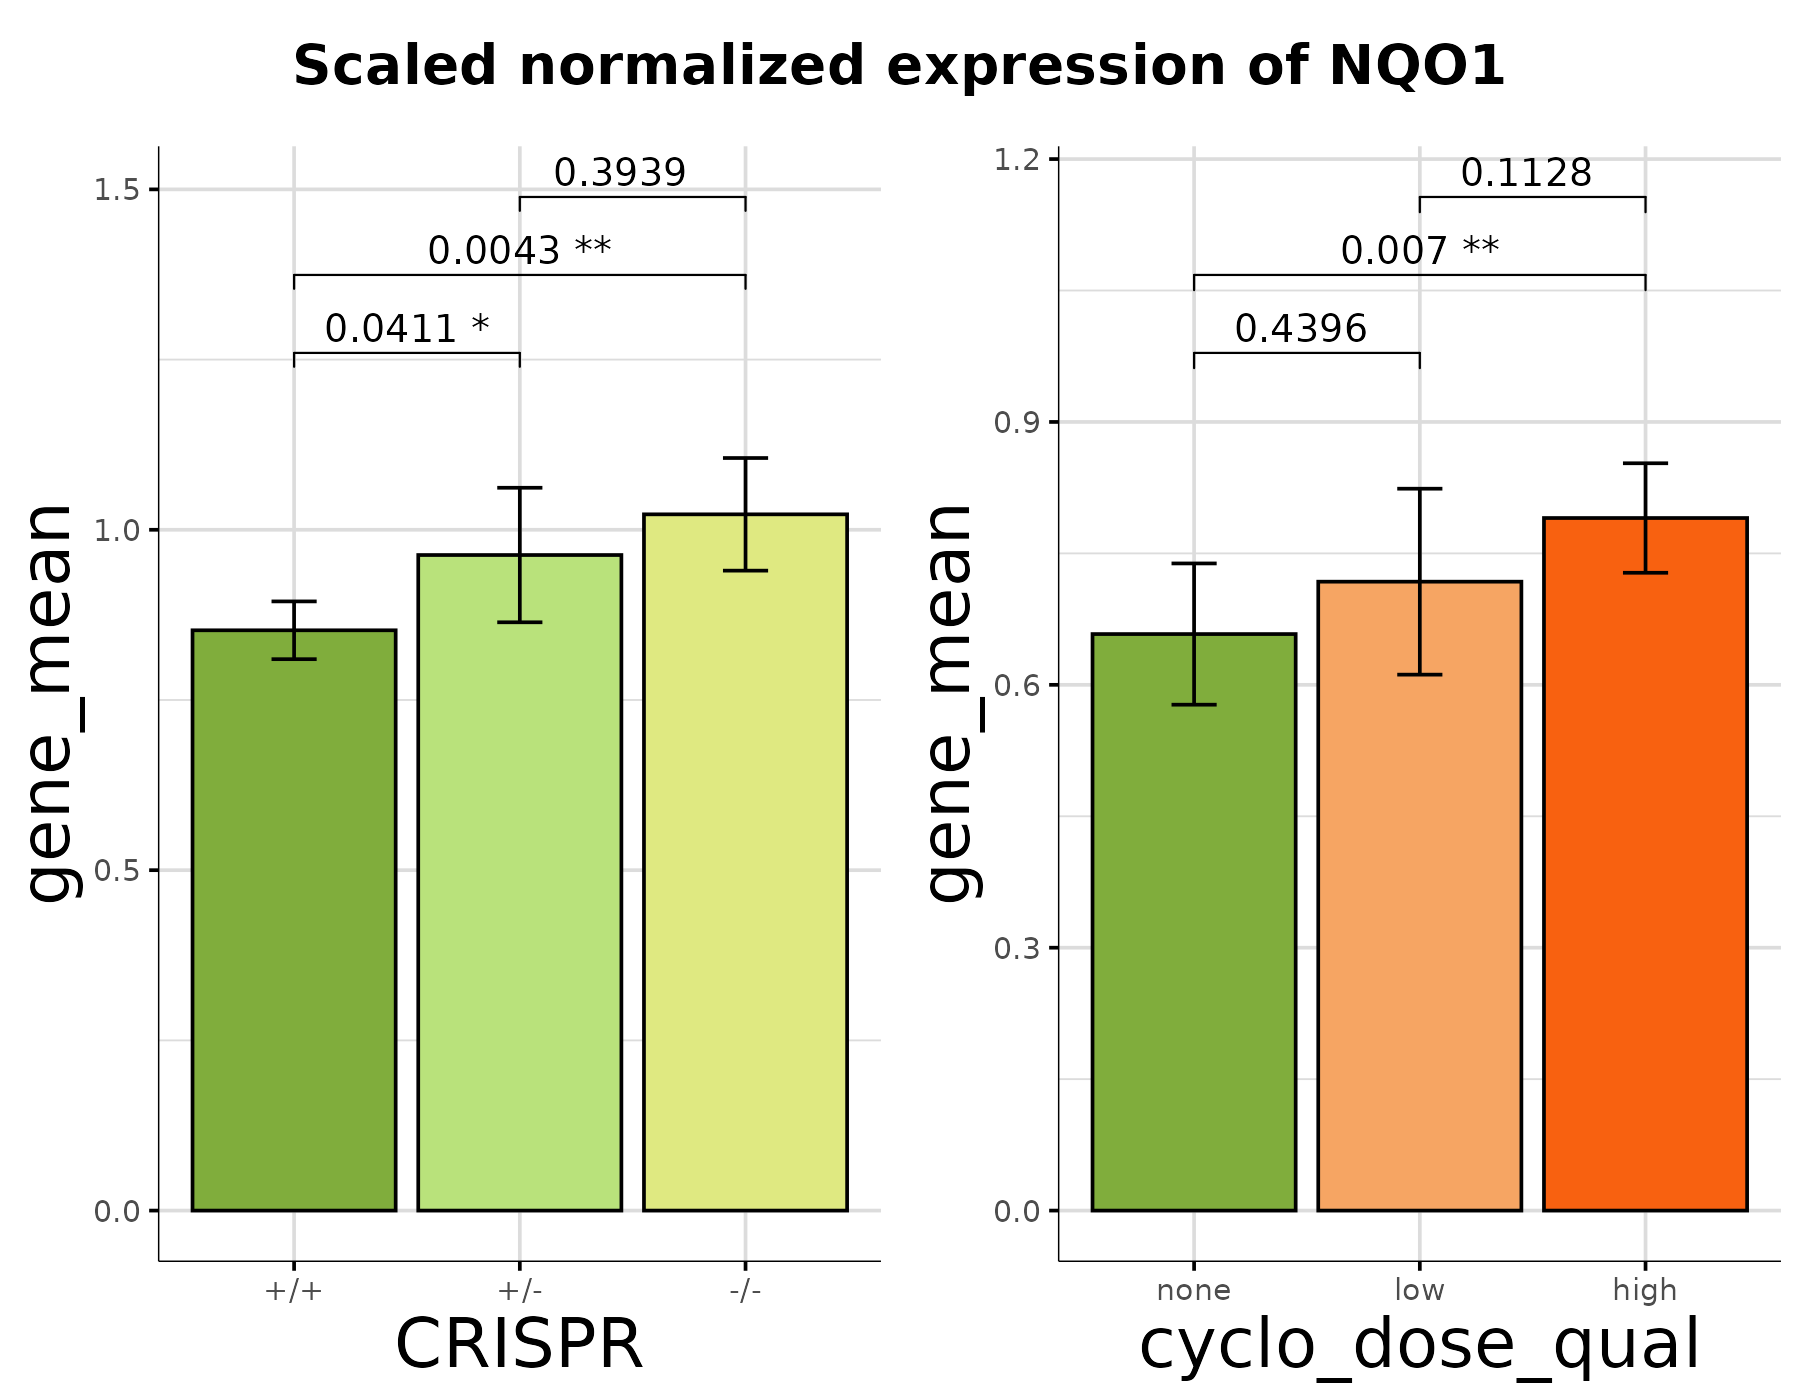 Scaled normalized expression of NQO1
gene_mean
1.5
1.0
0.5
0.0
0.3939
0.0043 **
0.0411 *
+/+
+/-
-/-
CRISPR
gene_mean
1.2
0.9
0.6
0.3
0.0
0.1128
0.007 **
0.4396
none
low
high
cyclo_dose_qual